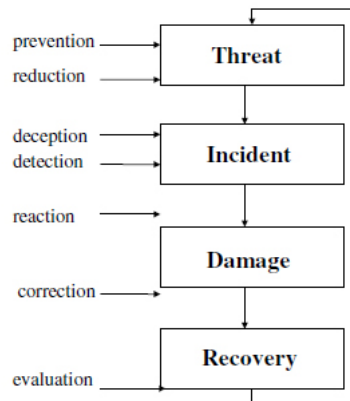 prevention
Threat
reduction
deception
Incident
detection
reaction
Damage
correction
Recovery
evaluation